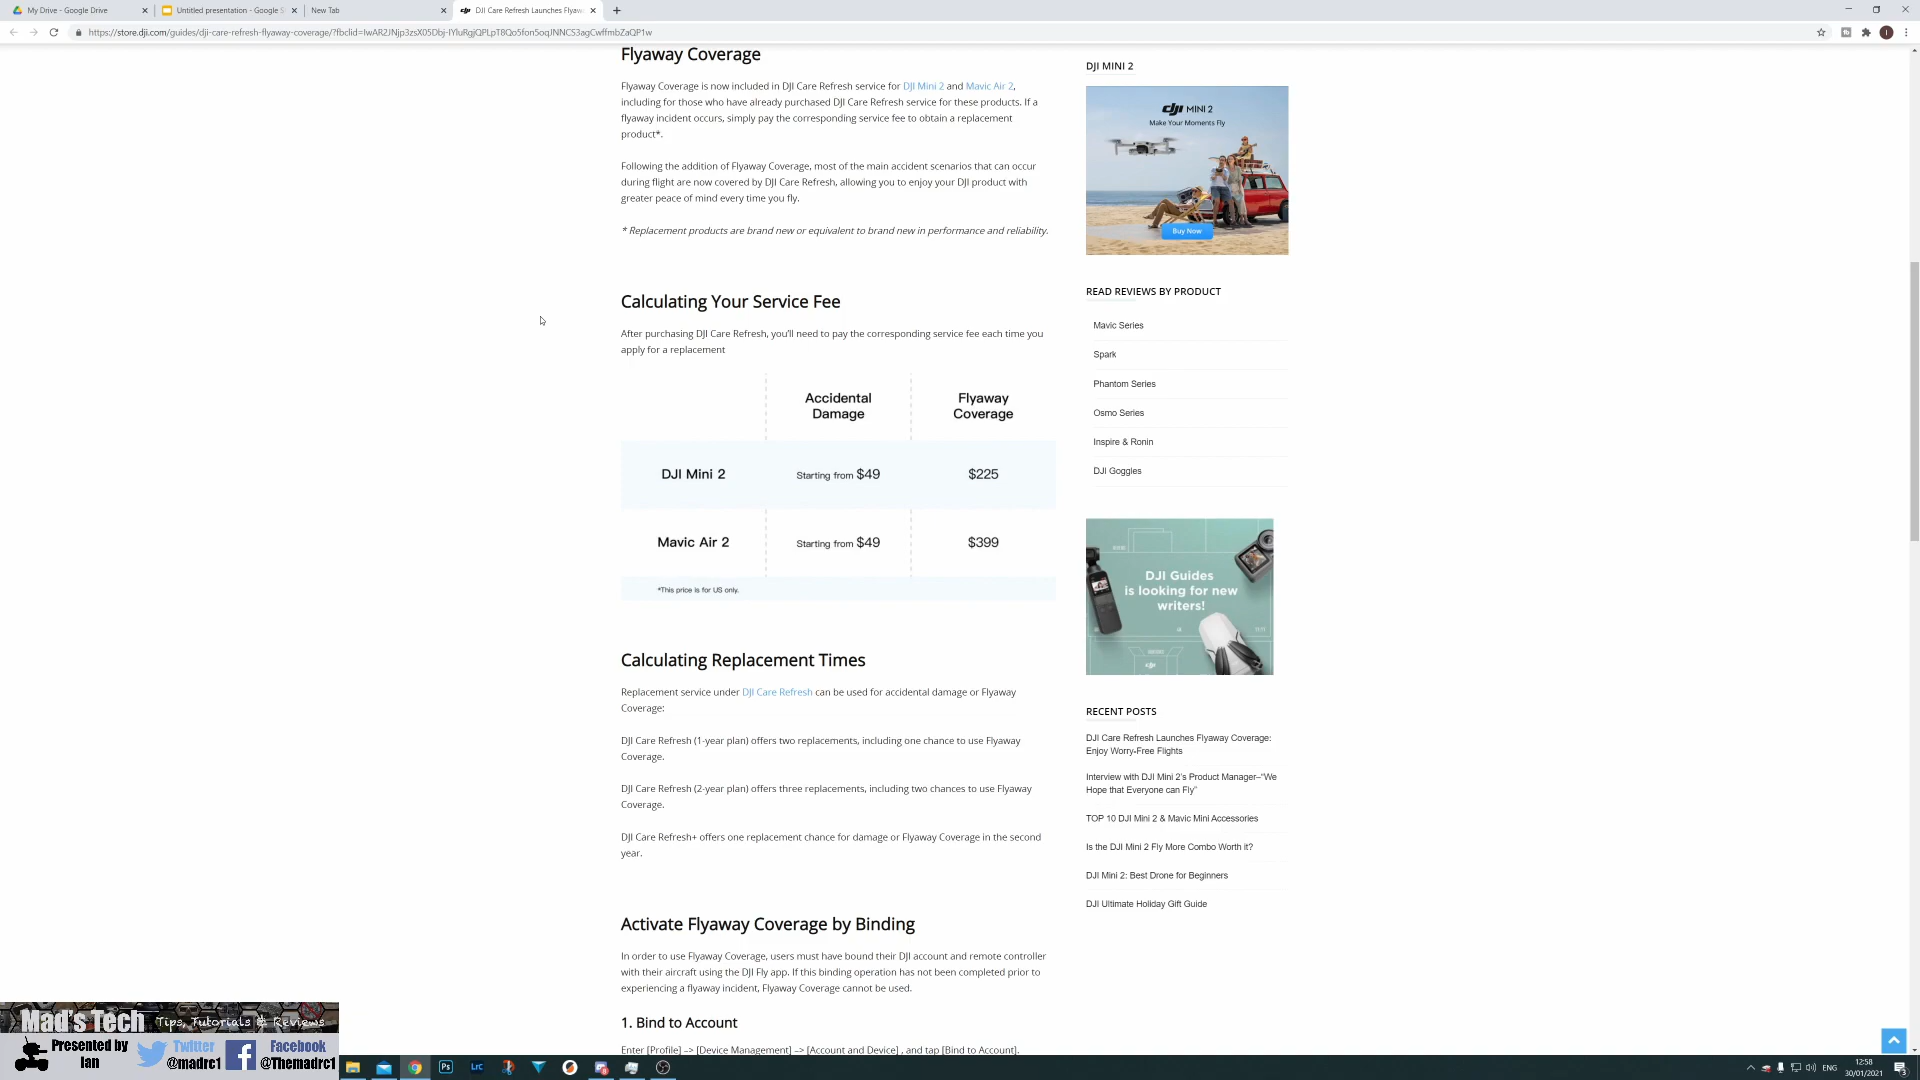 My Drive - Google Drive
Untitled presentation - Google S
New Tab
DJI Care Refresh Launches Flyaw
https://store.dji.com/guides/dji-care-refresh-flyaway-coverage/?fbclid=
Flyaway Coverage
Flyaway Coverage is now included in DJI Care Refresh service for DJI Mini 2 and Mavic Air 2,
including for those who have already purchased DJI Care Refresh service for these products. If a
flyaway incident occurs, simply pay the corresponding service fee to obtain a replacement
product*.
Following the addition of Flyaway Coverage, most of the main accident scenarios that can occur
during flight are now covered by DJI Care Refresh, allowing you to enjoy your DJI product with
greater peace of mind every time you fly.
* Replacement products are brand new or equivalent to brand new in performance and reliability.
Calculating Your Service Fee
After purchasing DJI Care Refresh, you'll need to pay the corresponding service fee each time you
apply for a replacement
Accidental Damage
Flyaway Coverage
DJI Mini 2 Starting from $49 $225
Mavic Air 2 Starting from $49 $399
*This price is for US only.
Calculating Replacement Times
Replacement service under DJI Care Refresh can be used for accidental damage or Flyaway
Coverage:
DJI Care Refresh (1-year plan) offers two replacements, including one chance to use Flyaway
Coverage.
DJI Care Refresh (2-year plan) offers three replacements, including two chances to use Flyaway
Coverage.
DJI Care Refresh+ offers one replacement chance for damage or Flyaway Coverage in the second
year.
Activate Flyaway Coverage by Binding
In order to use Flyaway Coverage, users must have bound their DJI account and remote controller
with their aircraft using the DJI Fly app. If this binding operation has not been completed prior to
experiencing a flyaway incident, Flyaway Coverage cannot be used.
1. Bind to Account
Enter [Profile] –> [Device Management] –> [Account and Device] , and tap [Bind to Account].
DJI MINI 2
dji MINI 2
Make Your Moments Fly
Buy Now
READ REVIEWS BY PRODUCT
Mavic Series
Spark
Phantom Series
Osmo Series
Inspire & Ronin
DJI Goggles
DJI Guides
is looking for new
writers!
RECENT POSTS
DJI Care Refresh Launches Flyaway Coverage:
Enjoy Worry-Free Flights
Interview with DJI Mini 2's Product Manager–“We
Hope that Everyone can Fly”
TOP 10 DJI Mini 2 & Mavic Mini Accessories
Is the DJI Mini 2 Fly More Combo Worth it?
DJI Mini 2: Best Drone for Beginners
DJI Ultimate Holiday Gift Guide
Mad's Tech Tips, Tutorials & Reviews
Presented by
Ian
Twitter
@madrc1
Facebook
@Themadrc1
Ps
Lrc
ENG
12:58
30/01/2021